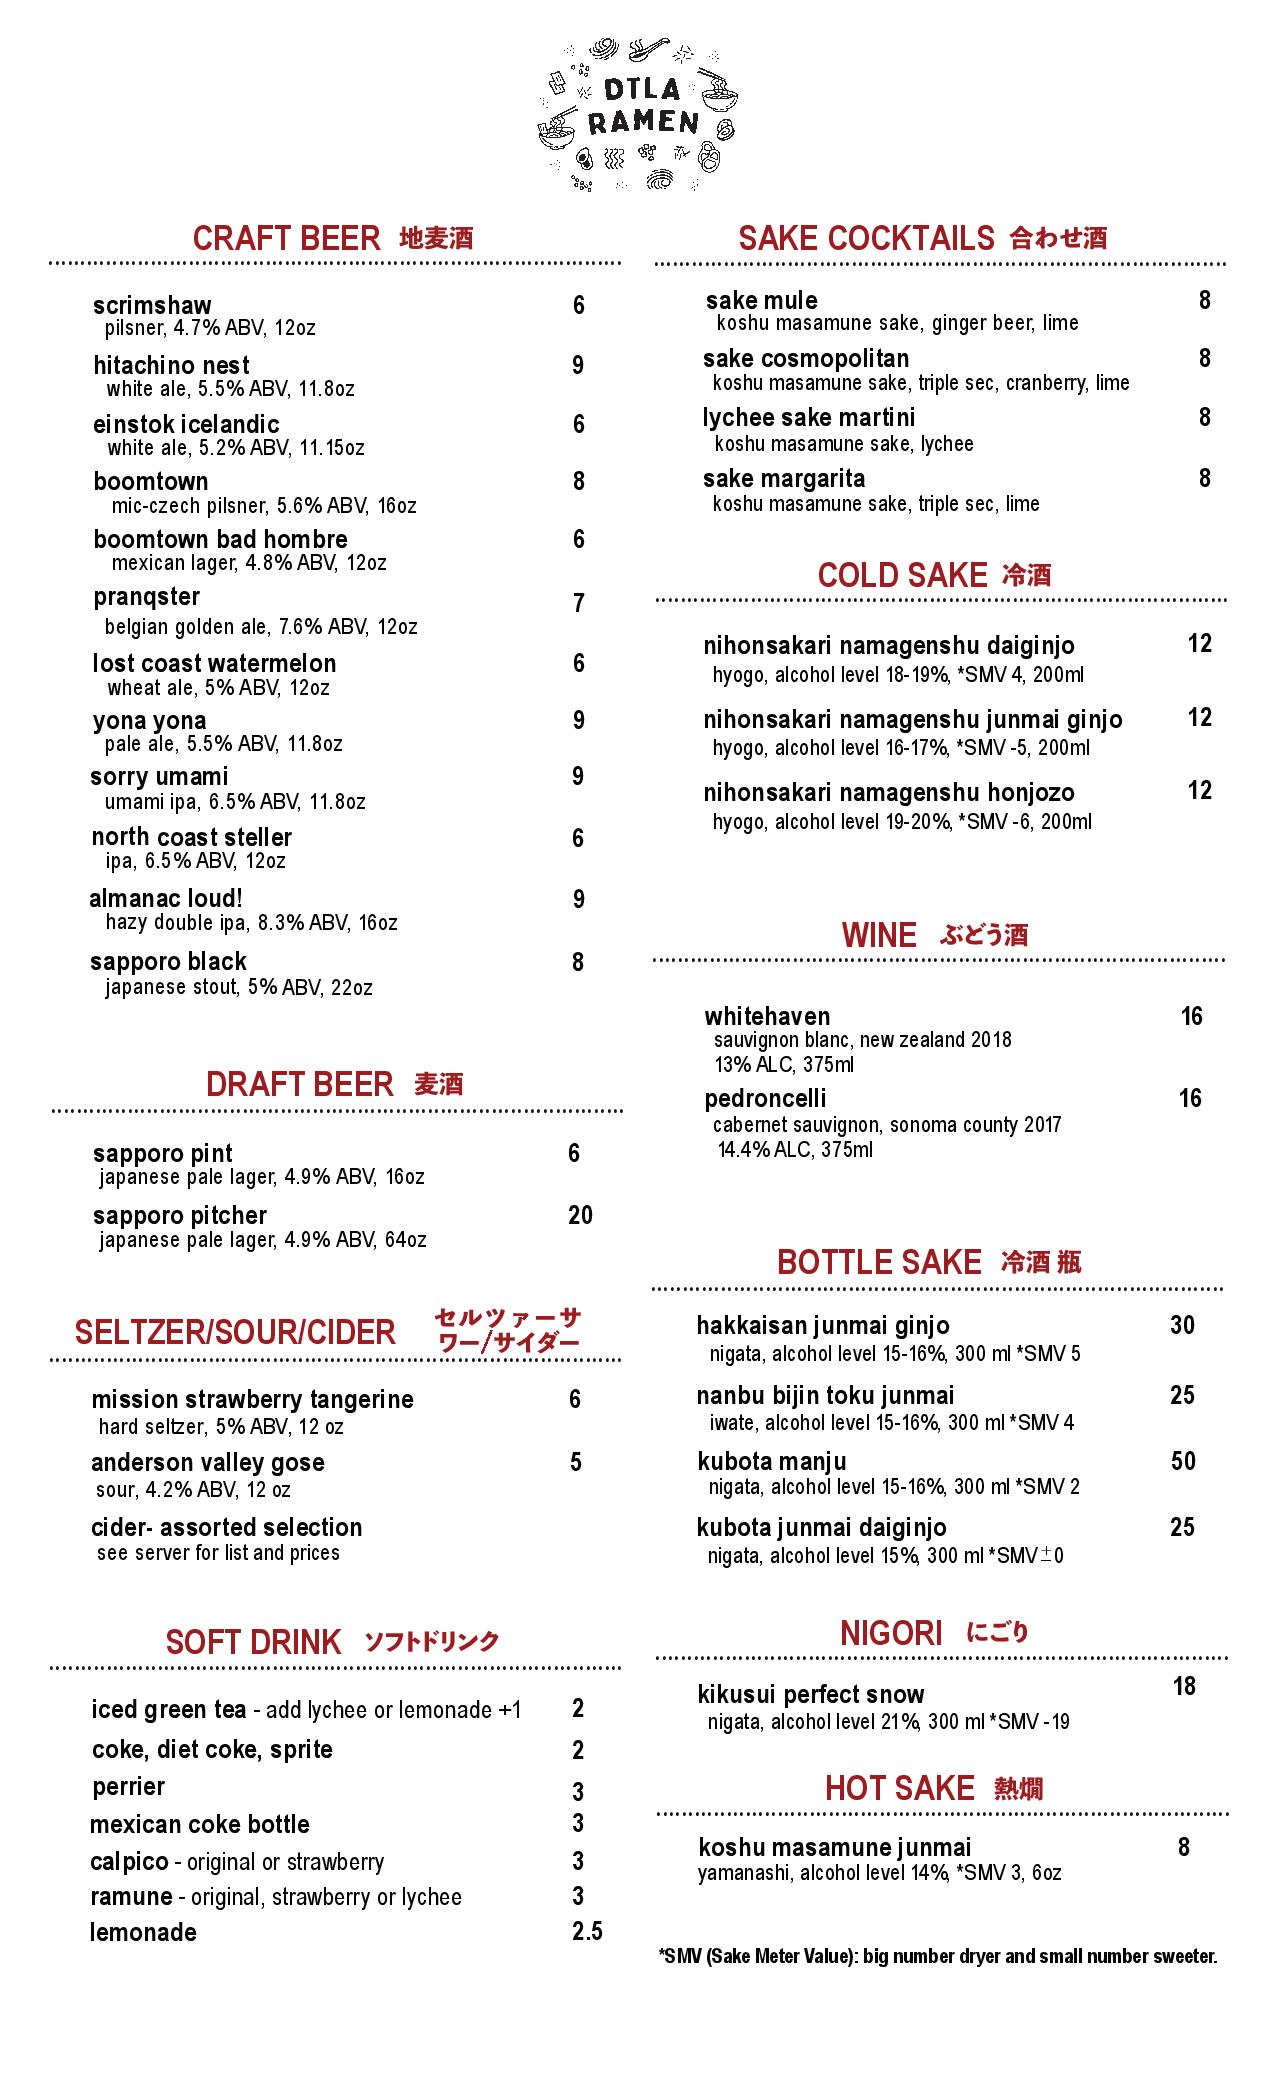 DTLA
RAMEN
CRAFT BEER 地麦酒
scrimshaw 6
pilsner, 4.7% ABV, 12oz
hitachino nest 9
white ale, 5.5% ABV, 11.8oz
einstok icelandic 6
white ale, 5.2% ABV, 11.15oz
boomtown 8
mic-czech pilsner, 5.6% ABV, 16oz
boomtown bad hombre 6
mexican lager, 4.8% ABV, 12oz
pranqster 7
belgian golden ale, 7.6% ABV, 12oz
lost coast watermelon 6
wheat ale, 5% ABV, 12oz
yona yona 9
pale ale, 5.5% ABV, 11.8oz
sorry umami 9
umami ipa, 6.5% ABV, 11.8oz
north coast steller 6
ipa, 6.5% ABV, 12oz
almanac loud! 9
hazy double ipa, 8.3% ABV, 16oz
sapporo black 8
japanese stout, 5% ABV, 22oz
DRAFT BEER 麦酒
sapporo pint 6
japanese pale lager, 4.9% ABV, 16oz
sapporo pitcher 20
japanese pale lager, 4.9% ABV, 64oz
SELTZER/SOUR/CIDER セルツァーサ
ワー/サイダー
mission strawberry tangerine 6
hard seltzer, 5% ABV, 12 oz
anderson valley gose 5
sour, 4.2% ABV, 12 oz
cider- assorted selection
see server for list and prices
SOFT DRINK ソフトドリンク
iced green tea - add lychee or lemonade +1 2
coke, diet coke, sprite 2
perrier 3
mexican coke bottle 3
calpico - original or strawberry 3
ramune - original, strawberry or lychee 3
lemonade 2.5
SAKE COCKTAILS 合わせ酒
sake mule 8
koshu masamune sake, ginger beer, lime
sake cosmopolitan 8
koshu masamune sake, triple sec, cranberry, lime
lychee sake martini 8
koshu masamune sake, lychee
sake margarita 8
koshu masamune sake, triple sec, lime
COLD SAKE 冷酒
nihonsakari namagenshu daiginjo 12
hyogo, alcohol level 18-19%, *SMV 4, 200ml
nihonsakari namagenshu junmai ginjo 12
hyogo, alcohol level 16-17%, *SMV -5, 200ml
nihonsakari namagenshu honjozo 12
hyogo, alcohol level 19-20%, *SMV -6, 200ml
WINE ぶどう酒
whitehaven 16
sauvignon blanc, new zealand 2018
13% ALC, 375ml
pedroncelli 16
cabernet sauvignon, sonoma county 2017
14.4% ALC, 375ml
BOTTLE SAKE 冷酒 瓶
hakkaisan junmai ginjo 30
nigata, alcohol level 15-16%, 300 ml *SMV 5
nanbu bijin toku junmai 25
iwate, alcohol level 15-16%, 300 ml *SMV 4
kubota manju 50
nigata, alcohol level 15-16%, 300 ml *SMV 2
kubota junmai daiginjo 25
nigata, alcohol level 15%, 300 ml *SMV±0
NIGORI にごり
kikusui perfect snow 18
nigata, alcohol level 21%, 300 ml *SMV -19
HOT SAKE 熱燗
koshu masamune junmai 8
yamanashi, alcohol level 14%, *SMV 3, 6oz
*SMV (Sake Meter Value): big number dryer and small number sweeter.